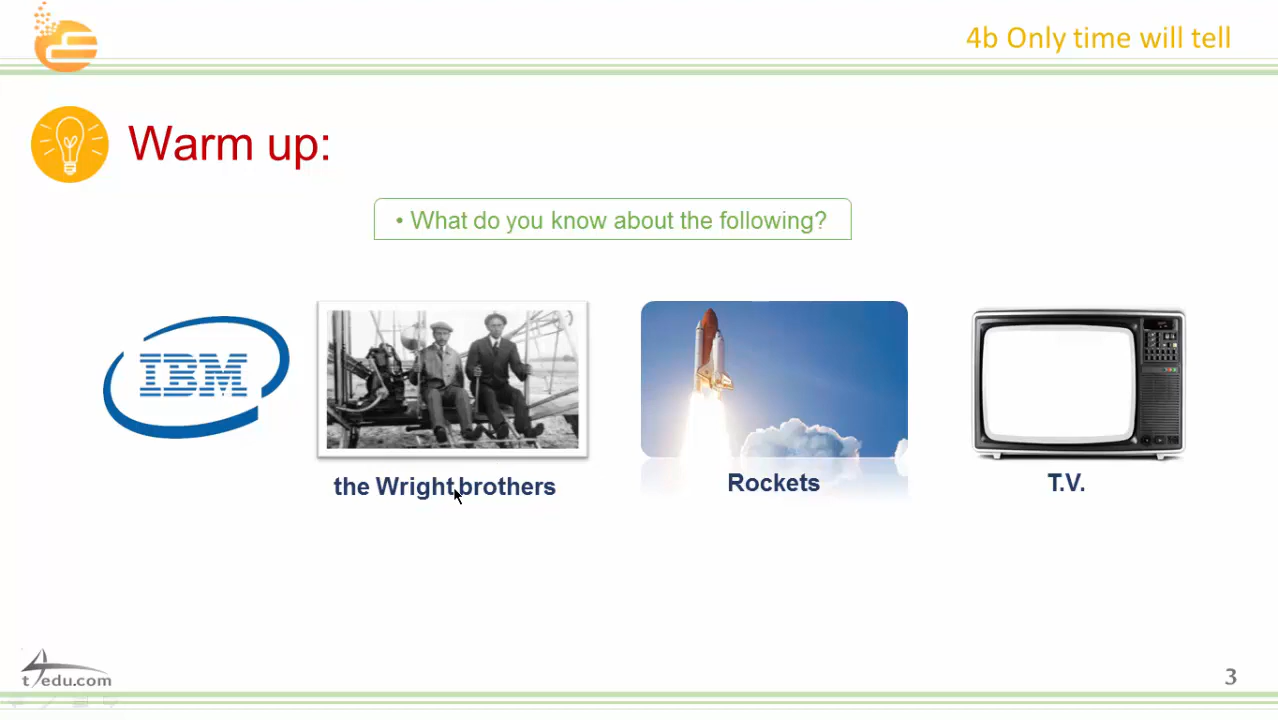 4b Only time will tell
Warm up:
• What do you know about the following?
IBM
the Wright brothers
Rockets
T.V.
t4edu.com
3